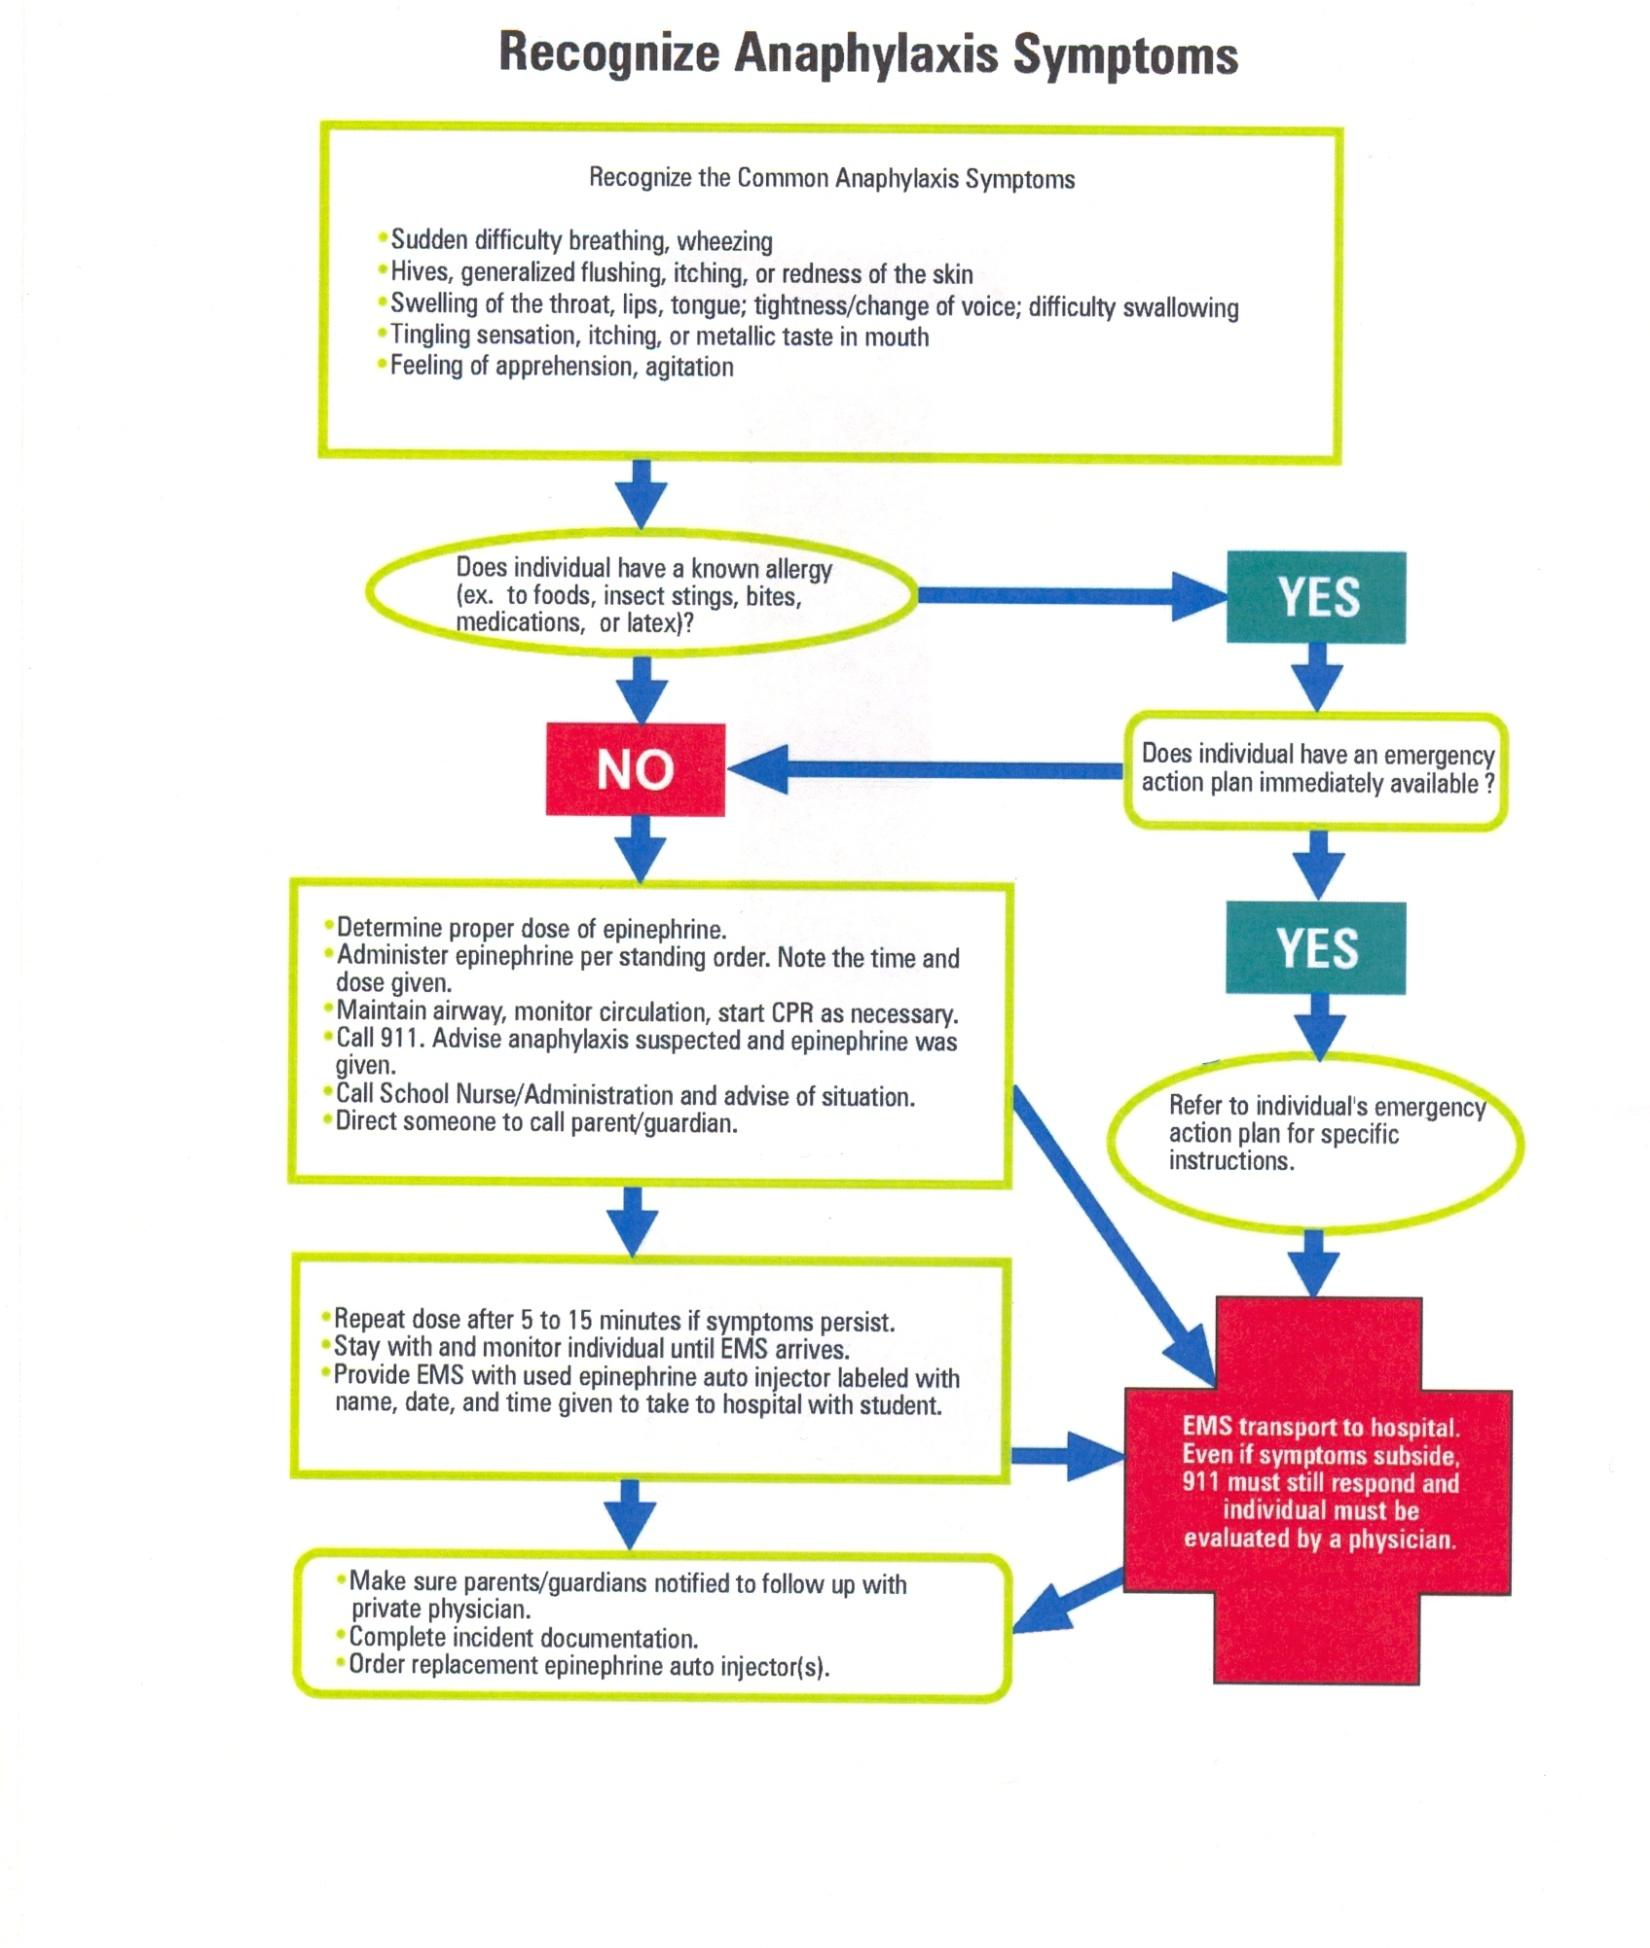 Recognize Anaphylaxis Symptoms
Recognize the Common Anaphylaxis Symptoms
•Sudden difficulty breathing, wheezing
•Hives, generalized flushing, itching, or redness of the skin
•Swelling of the throat, lips, tongue; tightness/change of voice; difficulty swallowing
•Tingling sensation, itching, or metallic taste in mouth
•Feeling of apprehension, agitation
Does individual have a known allergy
(ex. to foods, insect stings, bites,
medications, or latex)?
YES
NO
Does individual have an emergency
action plan immediately available ?
YES
•Determine proper dose of epinephrine.
•Administer epinephrine per standing order. Note the time and
dose given.
•Maintain airway, monitor circulation, start CPR as necessary.
•Call 911. Advise anaphylaxis suspected and epinephrine was
given.
•Call School Nurse/Administration and advise of situation.
•Direct someone to call parent/guardian.
Refer to individual's emergency
action plan for specific
instructions.
•Repeat dose after 5 to 15 minutes if symptoms persist.
•Stay with and monitor individual until EMS arrives.
•Provide EMS with used epinephrine auto injector labeled with
name, date, and time given to take to hospital with student.
EMS transport to hospital.
Even if symptoms subside,
911 must still respond and
individual must be
evaluated by a physician.
•Make sure parents/guardians notified to follow up with
private physician.
•Complete incident documentation.
•Order replacement epinephrine auto injector(s).